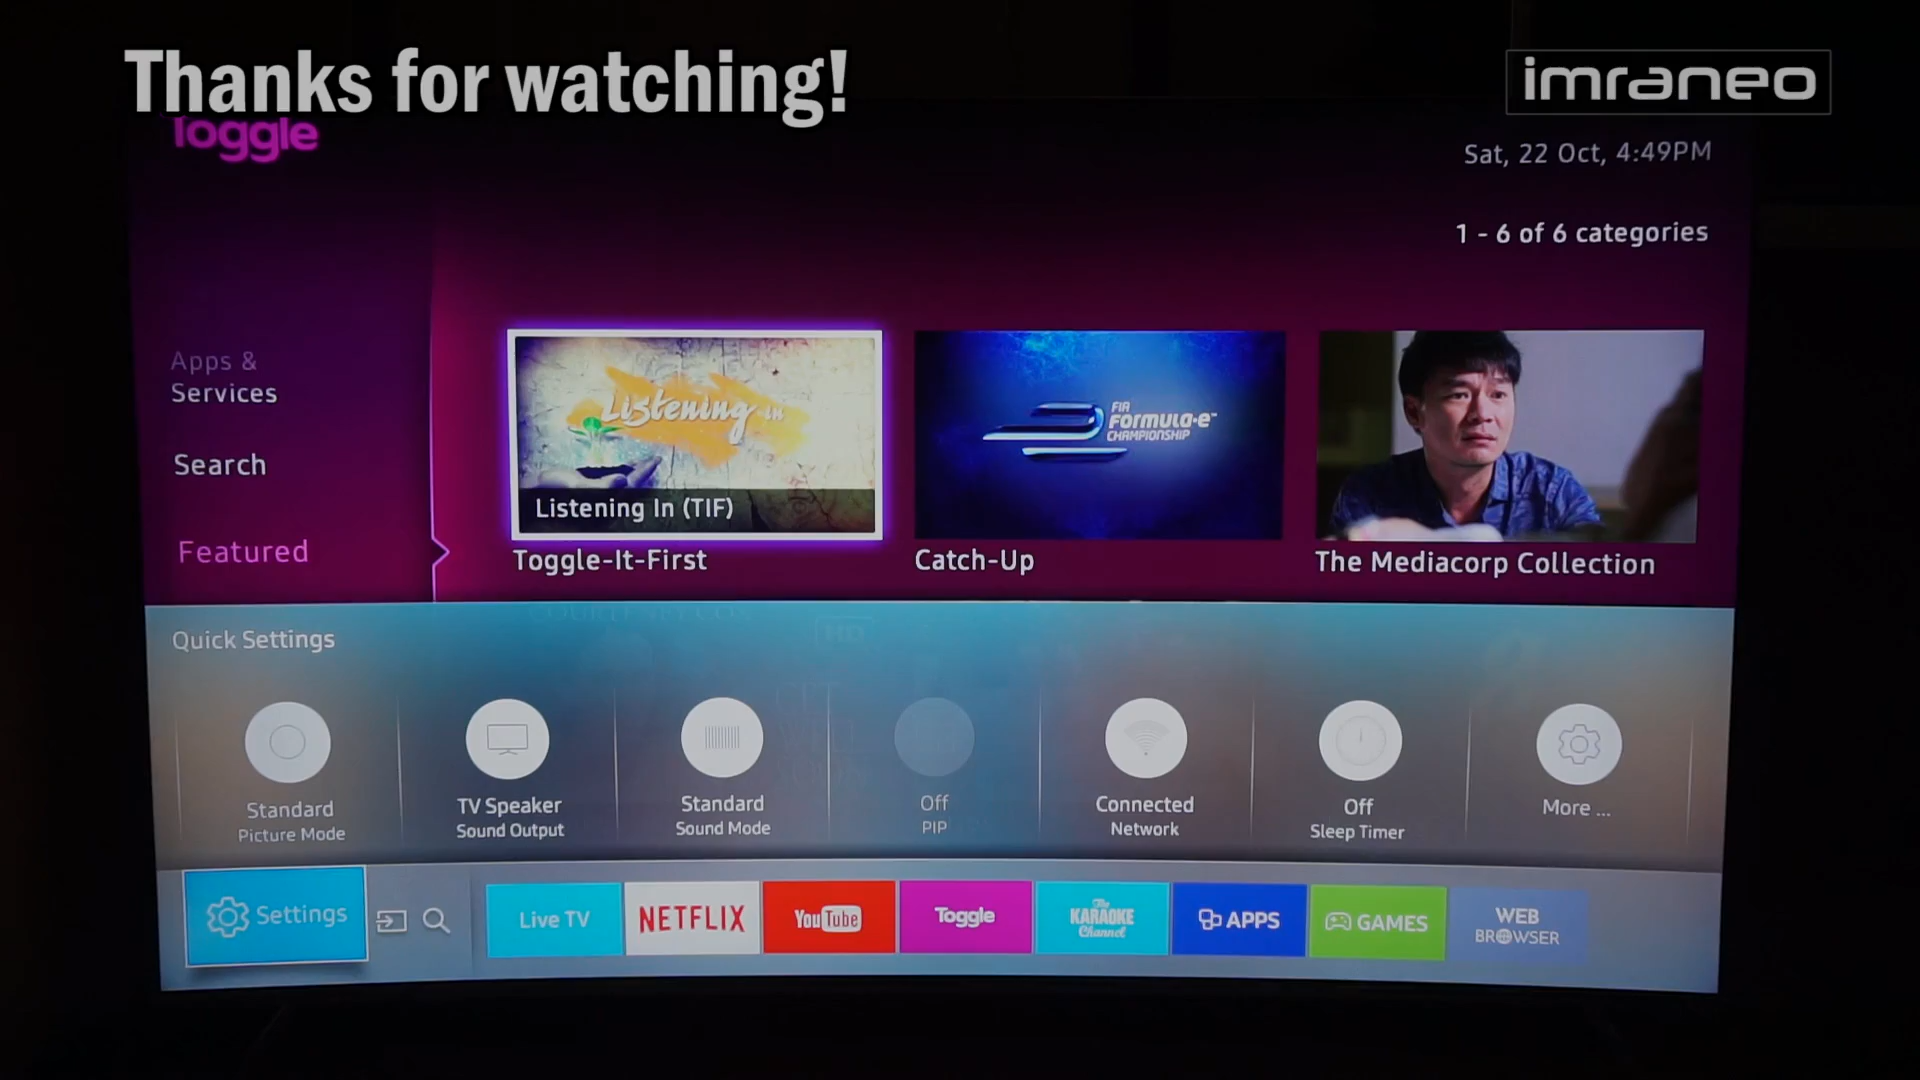 Thanks for watching!
imraneo
Toggle
Sat, 22 Oct, 4:49PM
1 - 6 of 6 categories
Apps &
Services
Search
Featured
Listening in
Listening In (TIF)
Toggle-It-First
FIA
FORMULA-E™
CHAMPIONSHIP
Catch-Up
The Mediacorp Collection
Quick Settings
Standard
Picture Mode
TV Speaker
Sound Output
Standard
Sound Mode
Off
PIP
Connected
Network
Off
Sleep Timer
More ...
Settings
Live TV
NETFLIX
YouTube
Toggle
The
KARAOKE
Channel
APPS
GAMES
WEB
BROWSER